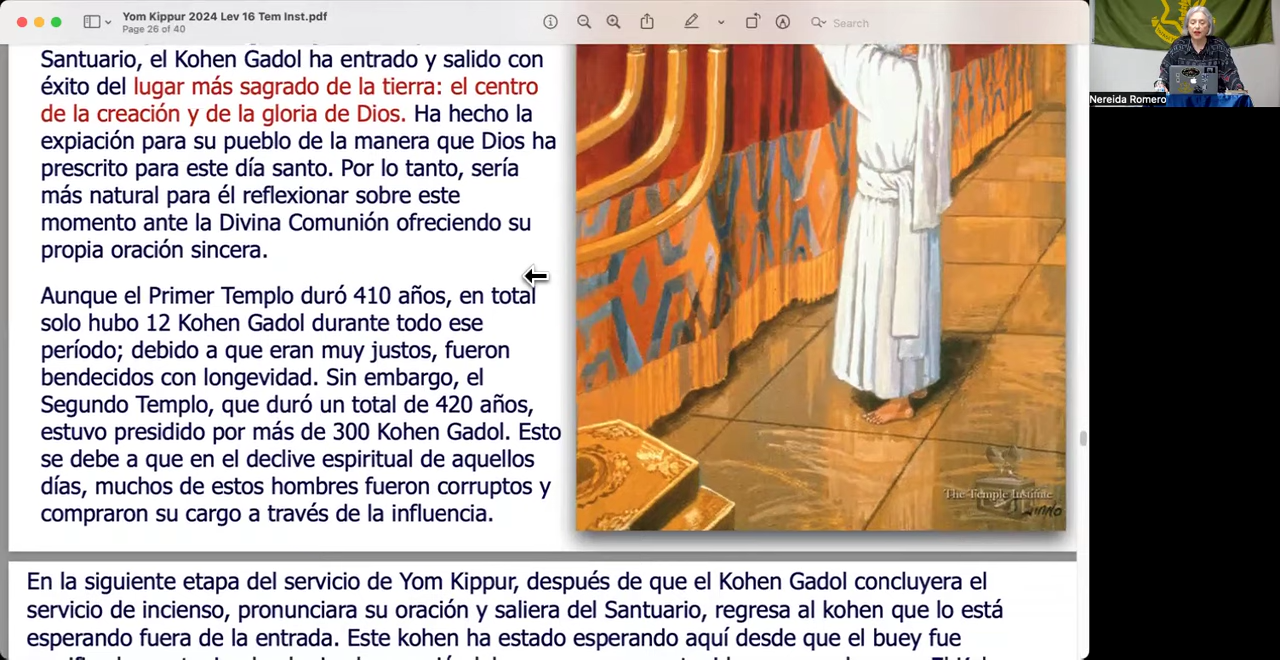 Yom Kippur 2024 Lev 16 Tem Inst.pdf
Page 26 of 40
Search
Nereida Romero
Santuario, el Kohen Gadol ha entrado y salido con
éxito del lugar más sagrado de la tierra: el centro
de la creación y de la gloria de Dios. Ha hecho la
expiación para su pueblo de la manera que Dios ha
prescrito para este día santo. Por lo tanto, sería
más natural para él reflexionar sobre este
momento ante la Divina Comunión ofreciendo su
propia oración sincera.
Aunque el Primer Templo duró 410 años, en total
solo hubo 12 Kohen Gadol durante todo ese
período; debido a que eran muy justos, fueron
bendecidos con longevidad. Sin embargo, el
Segundo Templo, que duró un total de 420 años,
estuvo presidido por más de 300 Kohen Gadol. Esto
se debe a que en el declive espiritual de aquellos
días, muchos de estos hombres fueron corruptos y
compraron su cargo a través de la influencia.
The Temple Institute
En la siguiente etapa del servicio de Yom Kippur, después de que el Kohen Gadol concluyera el
servicio de incienso, pronunciara su oración y saliera del Santuario, regresa al kohen que lo está
esperando fuera de la entrada. Este kohen ha estado esperando aquí desde que el buey fue